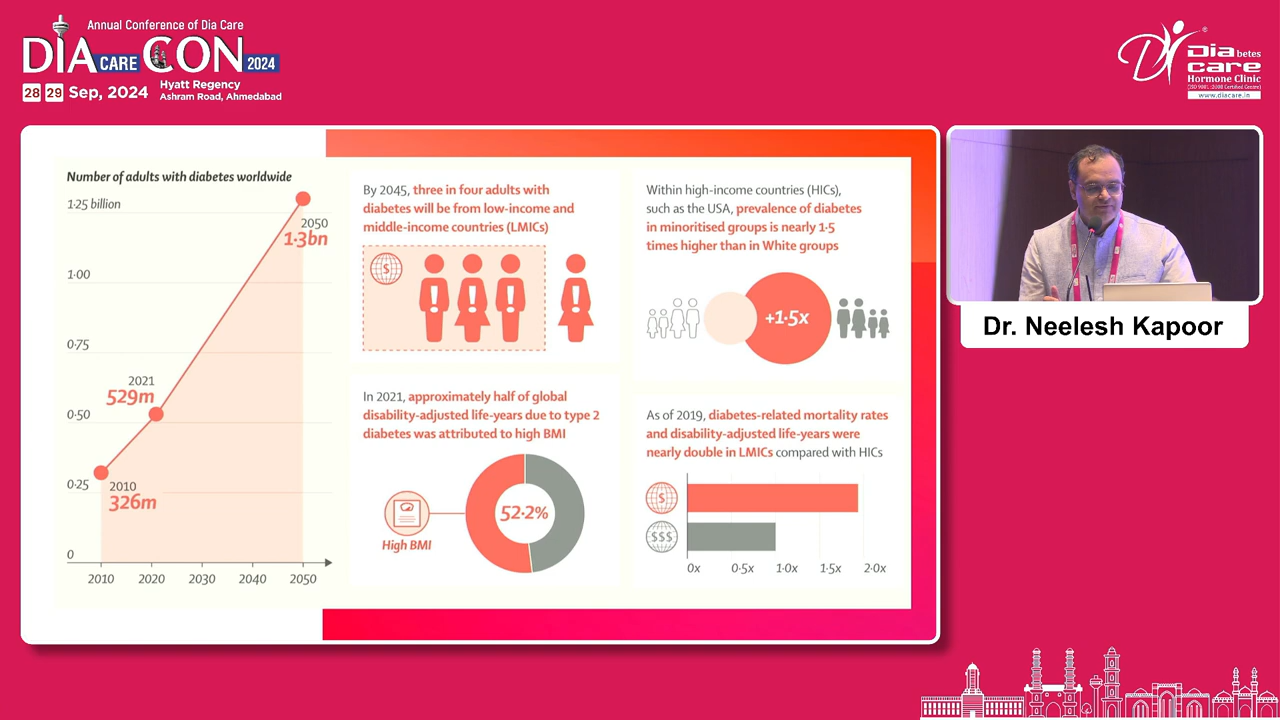 Annual Conference of Dia Care
DIA CARE CON 2024
28 29 Sep, 2024
Hyatt Regency
Ashram Road, Ahmedabad
Diabetes
care
Hormone Clinic
(ISO 9001:2008 Certified Centre)
www.diacare.in
Number of adults with diabetes worldwide
1·25 billion
1·00
0·75
0·50
0·25
0
2050
1·3bn
2021
529m
2010
326m
2010 2020 2030 2040 2050
By 2045, three in four adults with
diabetes will be from low-income and
middle-income countries (LMICs)
$
! ! ! !
In 2021, approximately half of global
disability-adjusted life-years due to type 2
diabetes was attributed to high BMI
52·2%
High BMI
Within high-income countries (HICs),
such as the USA, prevalence of diabetes
in minoritised groups is nearly 1·5
times higher than in White groups
+1·5x
As of 2019, diabetes-related mortality rates
and disability-adjusted life-years were
nearly double in LMICs compared with HICs
$
$$$
0x 0·5x 1·0x 1·5x 2·0x
Dr. Neelesh Kapoor